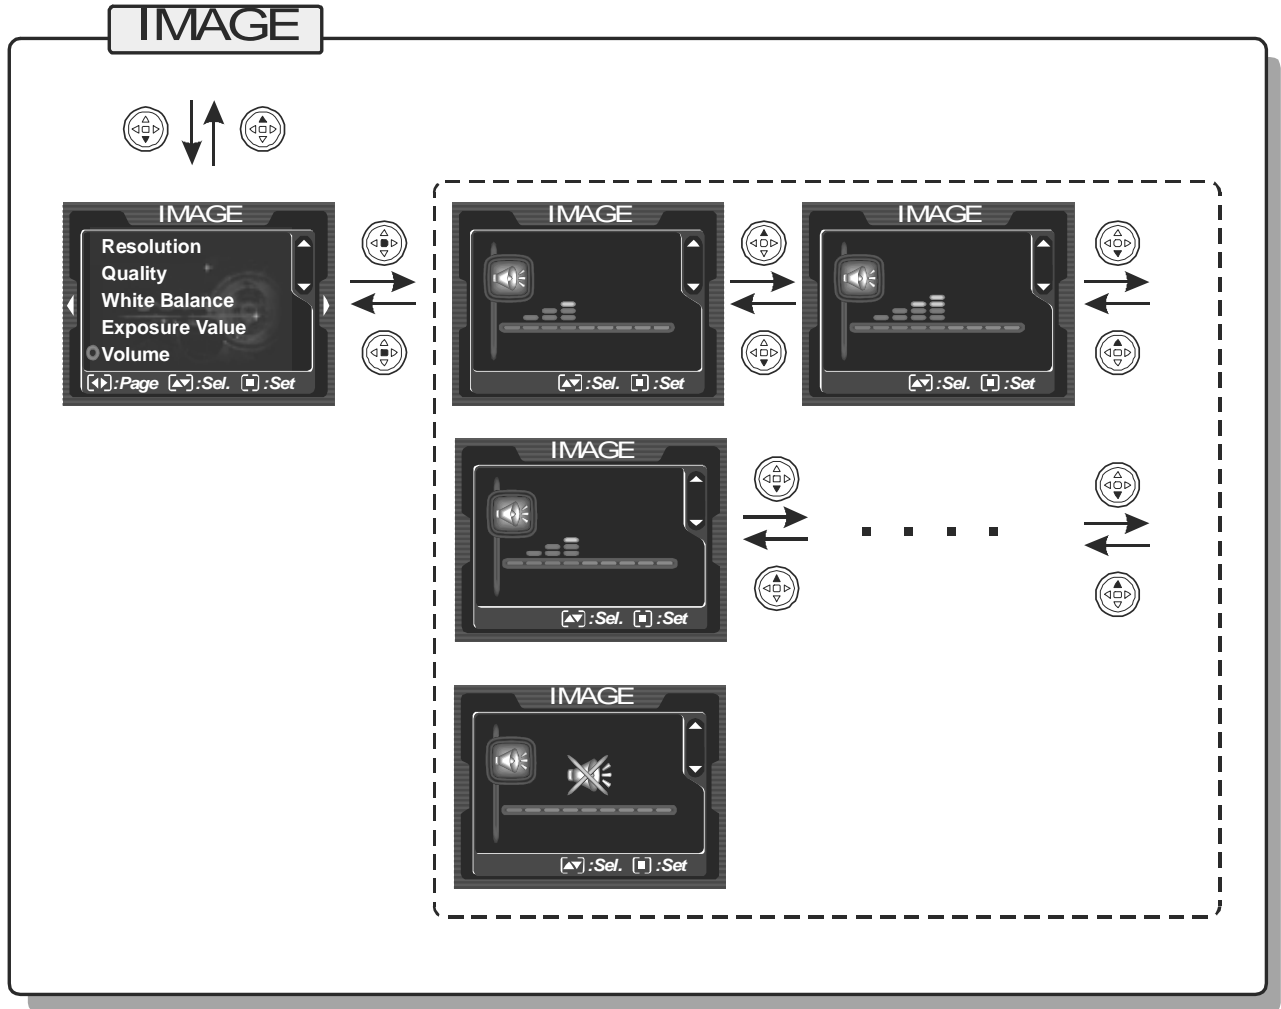 IMAGE
IMAGE
Resolution
Quality
White Balance
Exposure Value
Volume
:Page :Sel. :Set
IMAGE
:Sel. :Set
IMAGE
:Sel. :Set
IMAGE
:Sel. :Set
IMAGE
:Sel. :Set